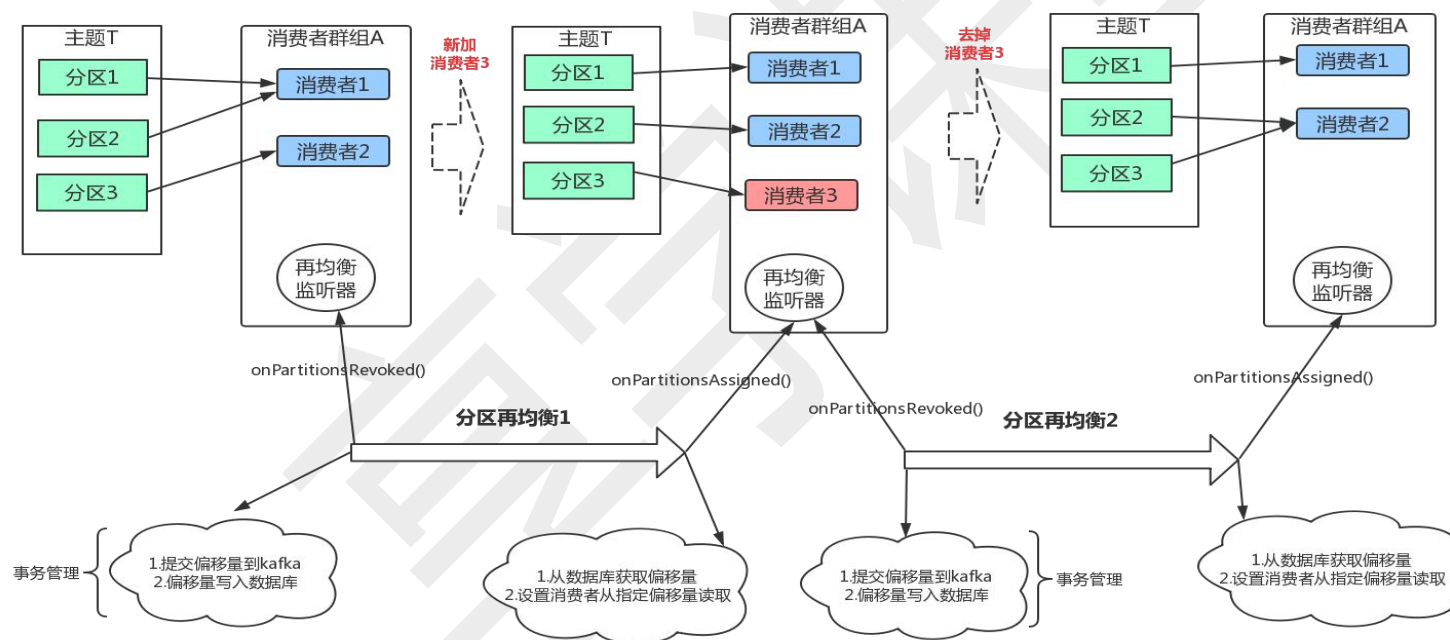 主题T
分区1
分区2
分区3
消费者群组A
消费者1
消费者2
再均衡
监听器
新加
消费者3
主题T
分区1
分区2
分区3
消费者群组A
消费者1
消费者2
消费者3
再均衡
监听器
去掉
消费者3
主题T
分区1
分区2
分区3
消费者群组A
消费者1
消费者2
再均衡
监听器
onPartitionsRevoked()
分区再均衡1
onPartitionsAssigned()
onPartitionsRevoked()
分区再均衡2
onPartitionsAssigned()
事务管理
1.提交偏移量到kafka
2.偏移量写入数据库
1.从数据库获取偏移量
2.设置消费者从指定偏移量读取
1.提交偏移量到kafka
2.偏移量写入数据库
事务管理
1.从数据库获取偏移量
2.设置消费者从指定偏移量读取